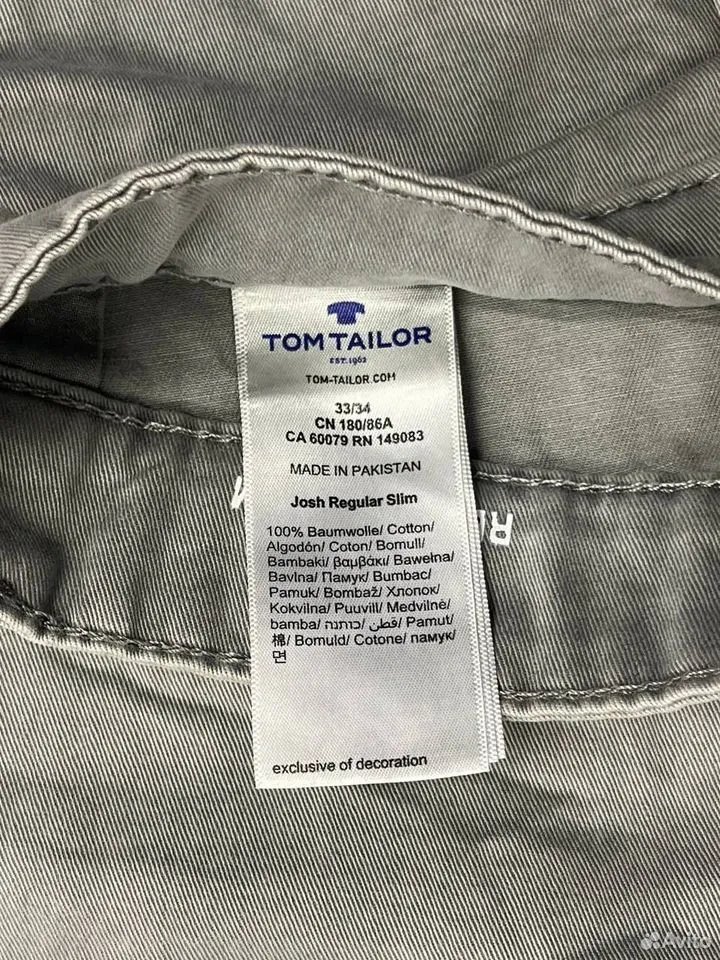 TOM TAILOR
EST. 1962
TOM-TAILOR.COM
33/34
CN 180/86A
CA 60079 RN 149083
MADE IN PAKISTAN
Josh Regular Slim
100% Baumwolle/ Cotton/
Algodón/ Coton/ Bomull/
Bambaki/ βαμβάκι/ Bawełna/
Bavlna/ Памук/ Bumbac/
Pamuk/ Bombaž/ Хлопок/
Kokvilna/ Puuvill/ Medvilnė/
bamba/ כותנה/ قطن/ Pamut/
棉/ Bomuld/ Cotone/ памук/
면
exclusive of decoration
Avito